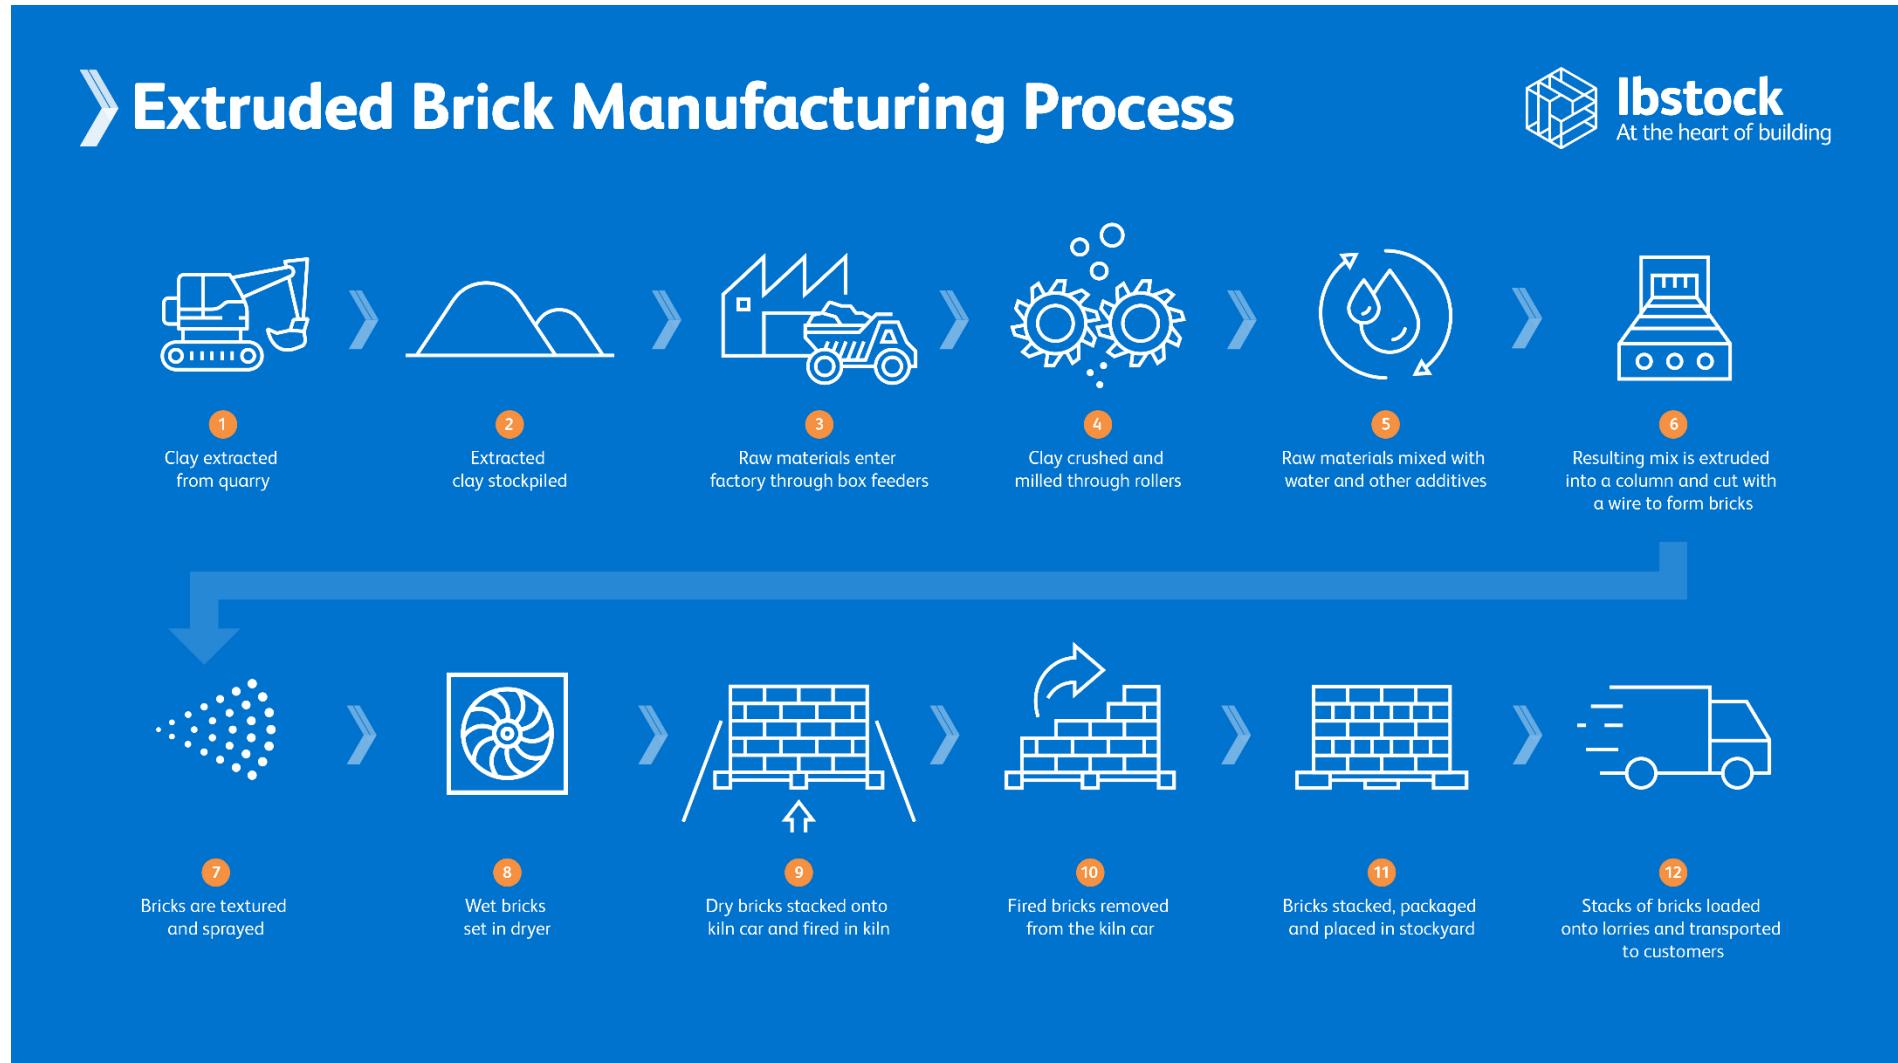 Extruded Brick Manufacturing Process
Ibstock
At the heart of building
1
Clay extracted
from quarry
2
Extracted
clay stockpiled
3
Raw materials enter
factory through box feeders
4
Clay crushed and
milled through rollers
5
Raw materials mixed with
water and other additives
6
Resulting mix is extruded
into a column and cut with
a wire to form bricks
7
Bricks are textured
and sprayed
8
Wet bricks
set in dryer
9
Dry bricks stacked onto
kiln car and fired in kiln
10
Fired bricks removed
from the kiln car
11
Bricks stacked, packaged
and placed in stockyard
12
Stacks of bricks loaded
onto lorries and transported
to customers